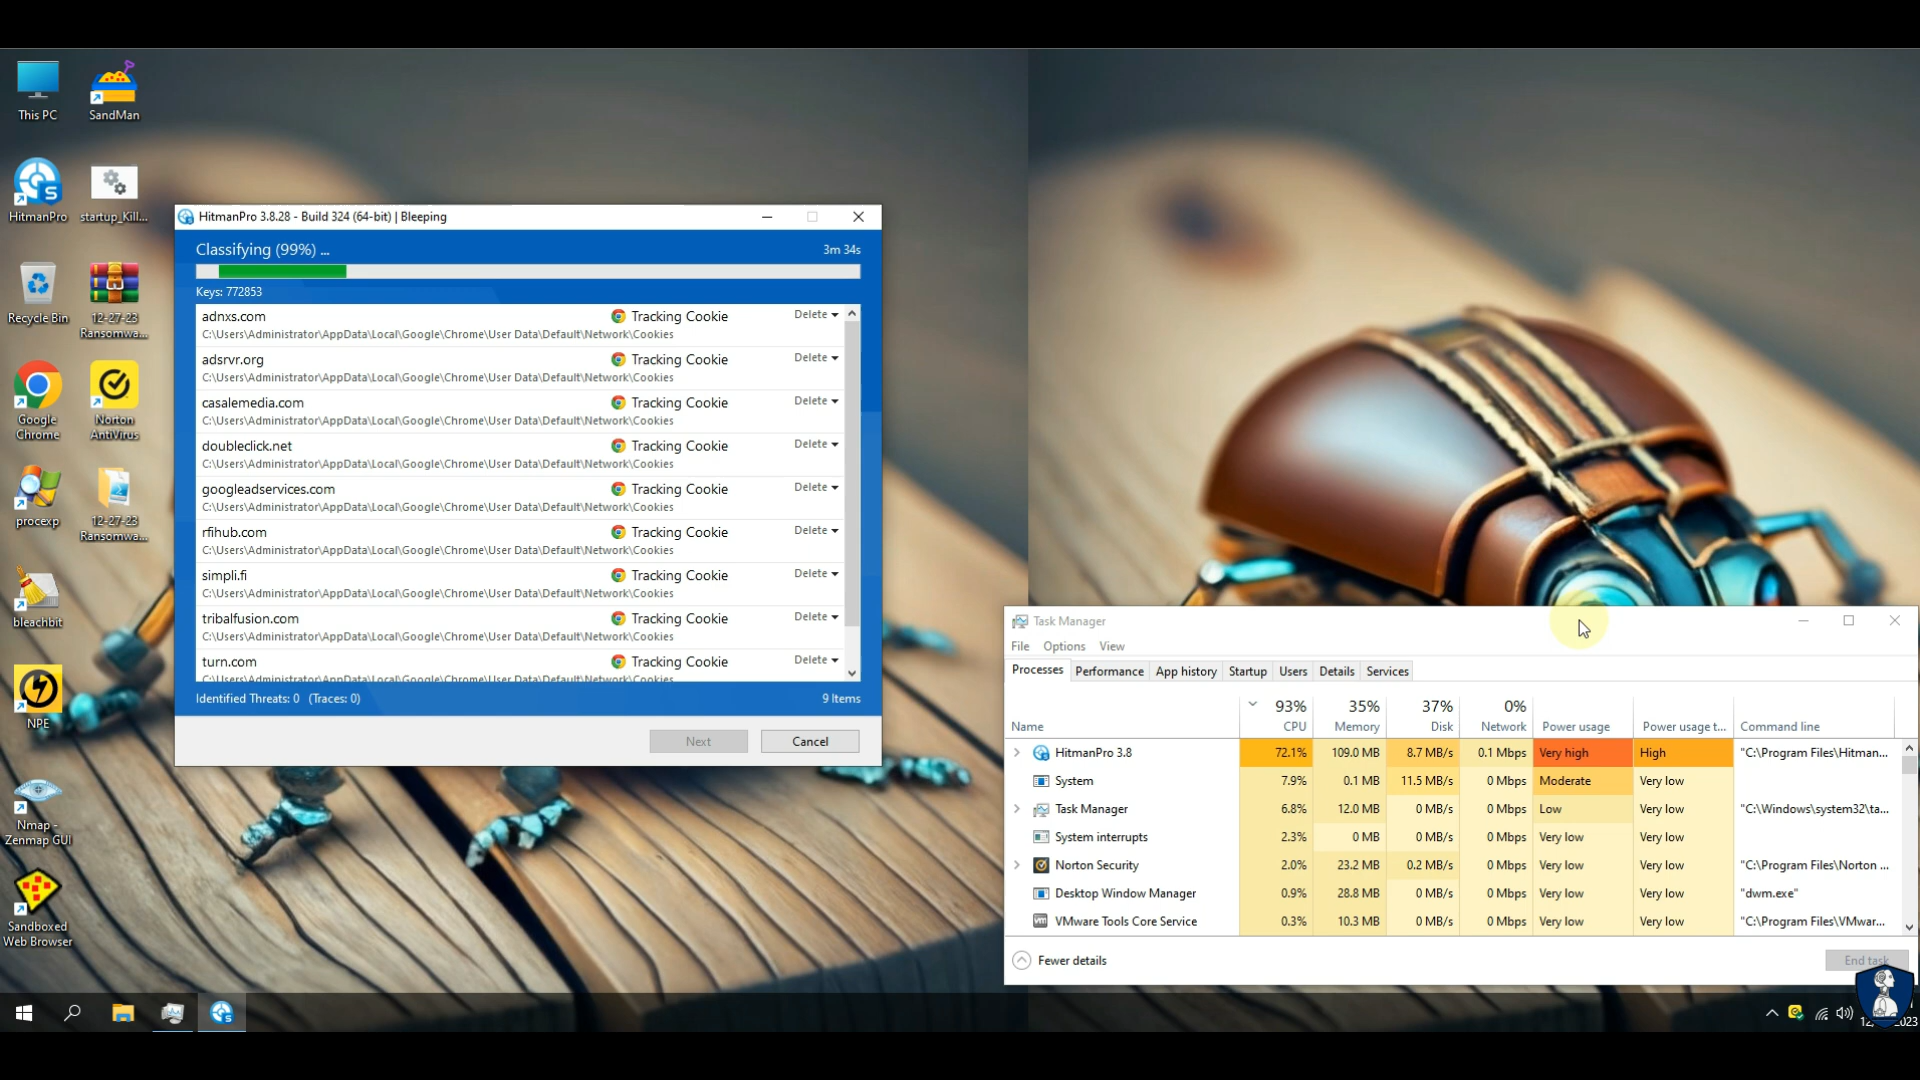 This PC
SandMan
HitmanPro
startup_Kill...
Recycle Bin
12-27-23
Ransomwa...
Google
Chrome
Norton
AntiVirus
procexp
12-27-23
Ransomwa...
bleachbit
NPE
Nmap -
Zenmap GUI
Sandboxed
Web Browser
HitmanPro 3.8.28 - Build 324 (64-bit) | Bleeping
Classifying (99%) ...
3m 34s
Keys: 772853
adnxs.com Tracking Cookie Delete
C:\Users\Administrator\AppData\Local\Google\Chrome\User Data\Default\Network\Cookies
adsrvr.org Tracking Cookie Delete
C:\Users\Administrator\AppData\Local\Google\Chrome\User Data\Default\Network\Cookies
casalemedia.com Tracking Cookie Delete
C:\Users\Administrator\AppData\Local\Google\Chrome\User Data\Default\Network\Cookies
doubleclick.net Tracking Cookie Delete
C:\Users\Administrator\AppData\Local\Google\Chrome\User Data\Default\Network\Cookies
googleadservices.com Tracking Cookie Delete
C:\Users\Administrator\AppData\Local\Google\Chrome\User Data\Default\Network\Cookies
rfihub.com Tracking Cookie Delete
C:\Users\Administrator\AppData\Local\Google\Chrome\User Data\Default\Network\Cookies
simpli.fi Tracking Cookie Delete
C:\Users\Administrator\AppData\Local\Google\Chrome\User Data\Default\Network\Cookies
tribalfusion.com Tracking Cookie Delete
C:\Users\Administrator\AppData\Local\Google\Chrome\User Data\Default\Network\Cookies
turn.com Tracking Cookie Delete
C:\Users\Administrator\AppData\Local\Google\Chrome\User Data\Default\Network\Cookies
Identified Threats: 0 (Traces: 0)
9 Items
Next Cancel
Task Manager
File Options View
Processes Performance App history Startup Users Details Services
93% 35% 37% 0%
Name CPU Memory Disk Network Power usage Power usage t... Command line
HitmanPro 3.8 72.1% 109.0 MB 8.7 MB/s 0.1 Mbps Very high High "C:\Program Files\Hitman...
System 7.9% 0.1 MB 11.5 MB/s 0 Mbps Moderate Very low
Task Manager 6.8% 12.0 MB 0 MB/s 0 Mbps Low Very low "C:\Windows\system32\ta...
System interrupts 2.3% 0 MB 0 MB/s 0 Mbps Very low Very low
Norton Security 2.0% 23.2 MB 0.2 MB/s 0 Mbps Very low Very low "C:\Program Files\Norton ...
Desktop Window Manager 0.9% 28.8 MB 0 MB/s 0 Mbps Very low Very low "dwm.exe"
VMware Tools Core Service 0.3% 10.3 MB 0 MB/s 0 Mbps Very low Very low "C:\Program Files\VMwar...
Fewer details
End task